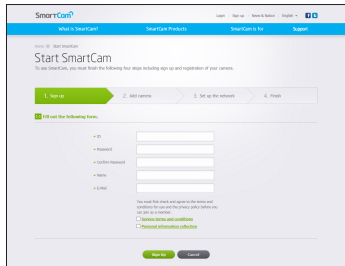 SmartCam
Login Sign up News & Notice English
What is SmartCam? SmartCam Products SmartCam is for Support
Home Start SmartCam
Start SmartCam
To use SmartCam, you must finish the following four steps including sign up and registration of your camera.
1. Sign up 2. Add camera 3. Set up the network 4. Finish
Fill out the following form.
ID
Password
Confirm Password
Name
E-Mail
You must first check and agree to the terms and
conditions for use and the privacy policy before you
can join as a member.
Service terms and conditions
Personal information collection
Sign Up Cancel